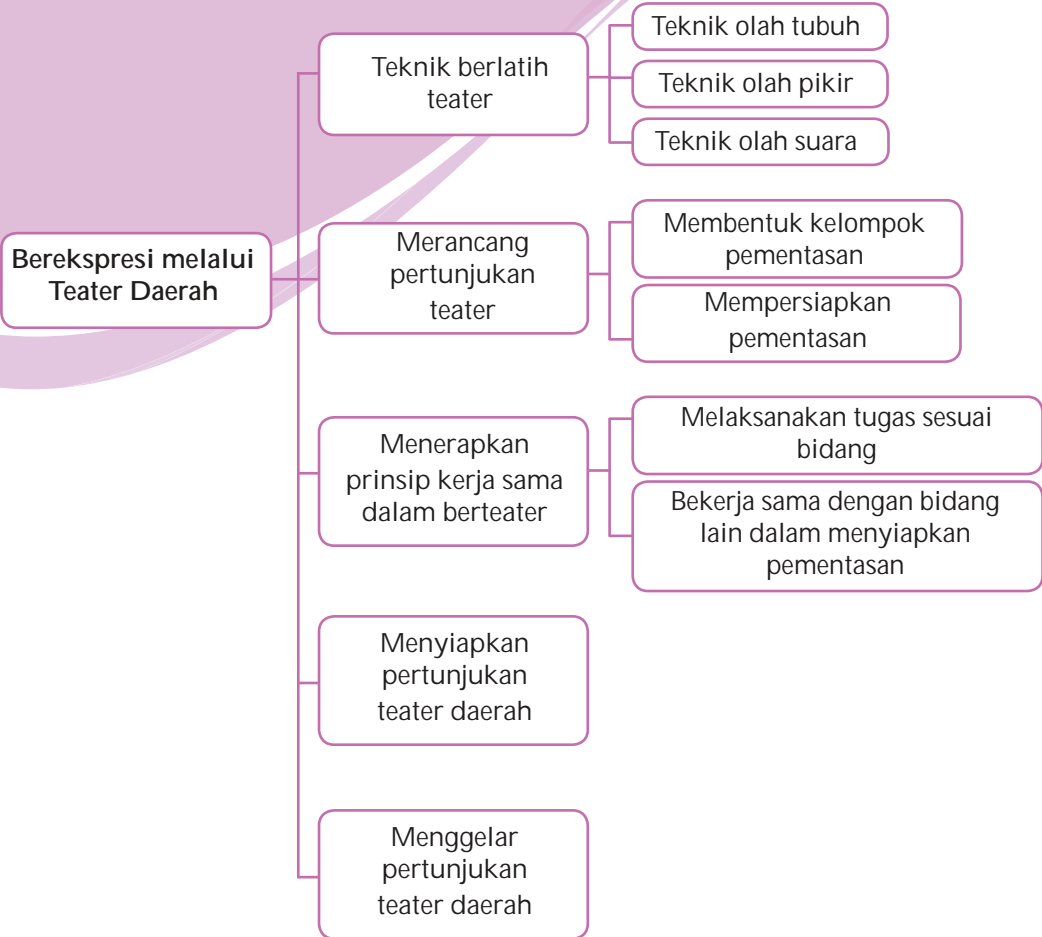 Berekspresi melalui
Teater Daerah
Teknik berlatih
teater
Teknik olah tubuh
Teknik olah pikir
Teknik olah suara
Merancang
pertunjukan
teater
Membentuk kelompok
pementasan
Mempersiapkan
pementasan
Menerapkan
prinsip kerja sama
dalam berteater
Melaksanakan tugas sesuai
bidang
Bekerja sama dengan bidang
lain dalam menyiapkan
pementasan
Menyiapkan
pertunjukan
teater daerah
Menggelar
pertunjukan
teater daerah